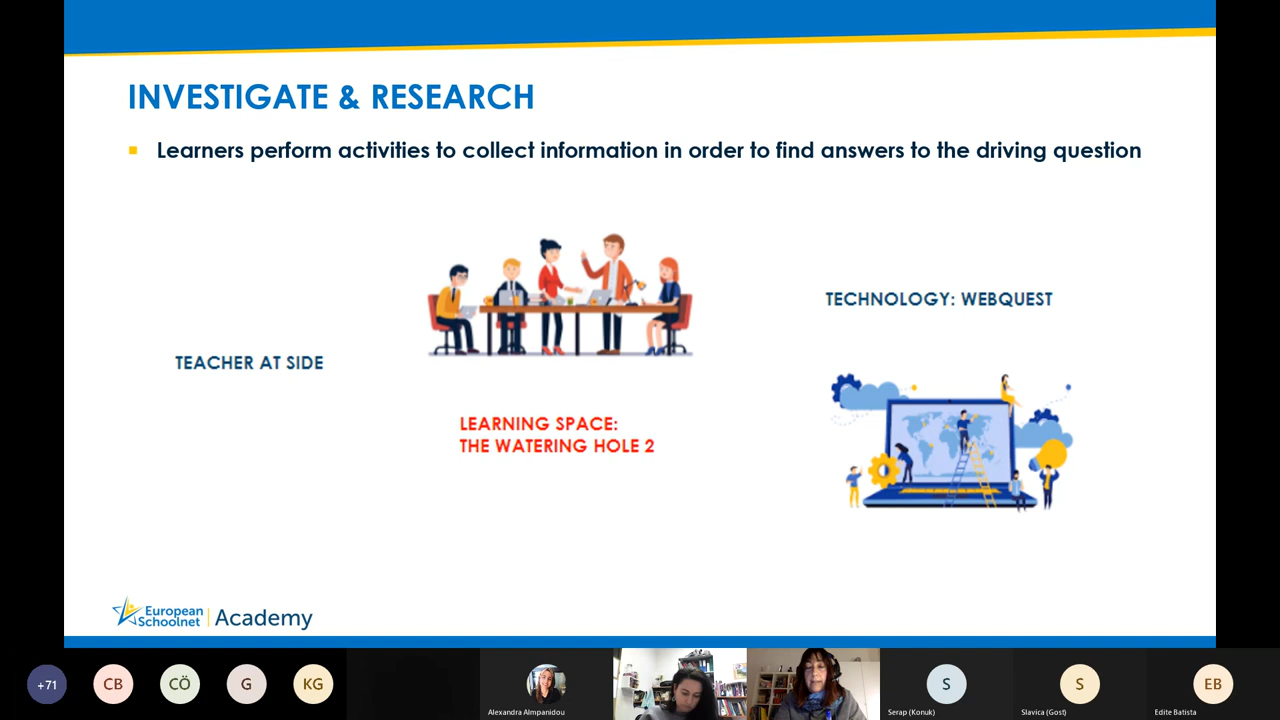 INVESTIGATE & RESEARCH
Learners perform activities to collect information in order to find answers to the driving question
TECHNOLOGY: WEBQUEST
TEACHER AT SIDE
LEARNING SPACE:
THE WATERING HOLE 2
European
Schoolnet
Academy
+71
CB
CÖ
G
KG
S
S
EB
Alexandra Almpanidou
Serap (Konuk)
Slavica (Gost)
Edite Batista